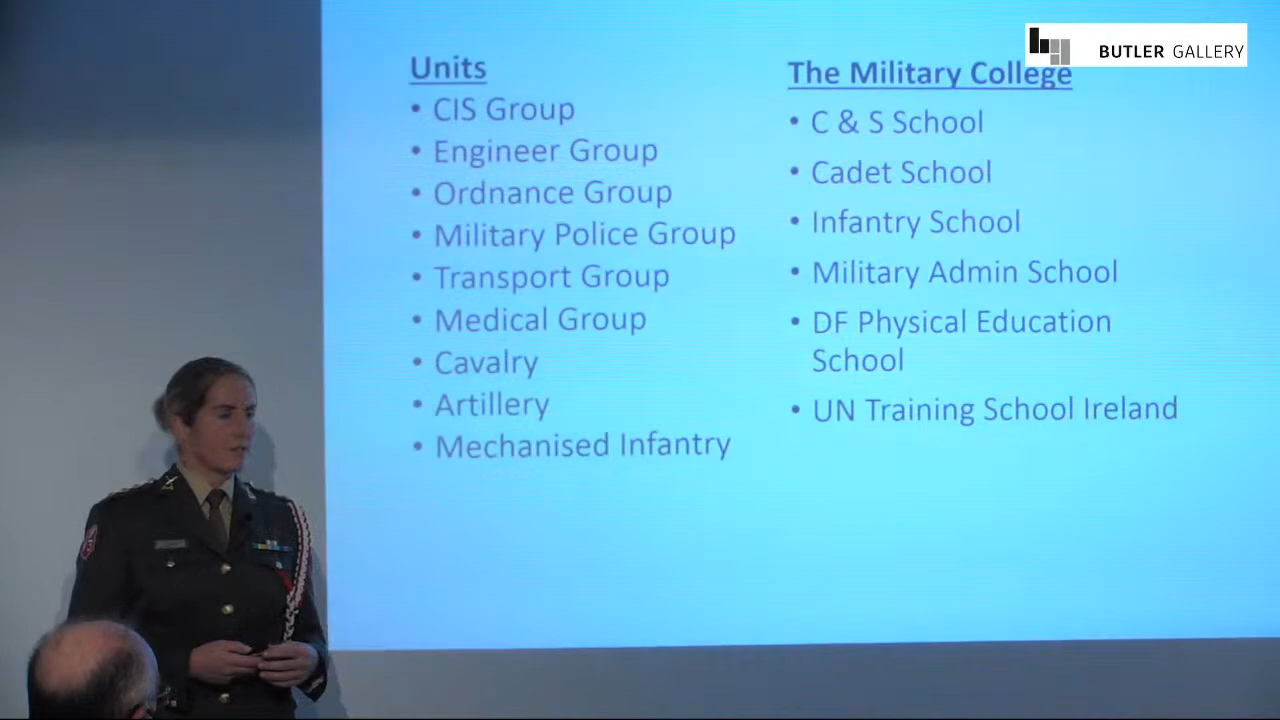 BUTLER GALLERY
Units
• CIS Group
• Engineer Group
• Ordnance Group
• Military Police Group
• Transport Group
• Medical Group
• Cavalry
• Artillery
• Mechanised Infantry
The Military College
• C & S School
• Cadet School
• Infantry School
• Military Admin School
• DF Physical Education
School
• UN Training School Ireland